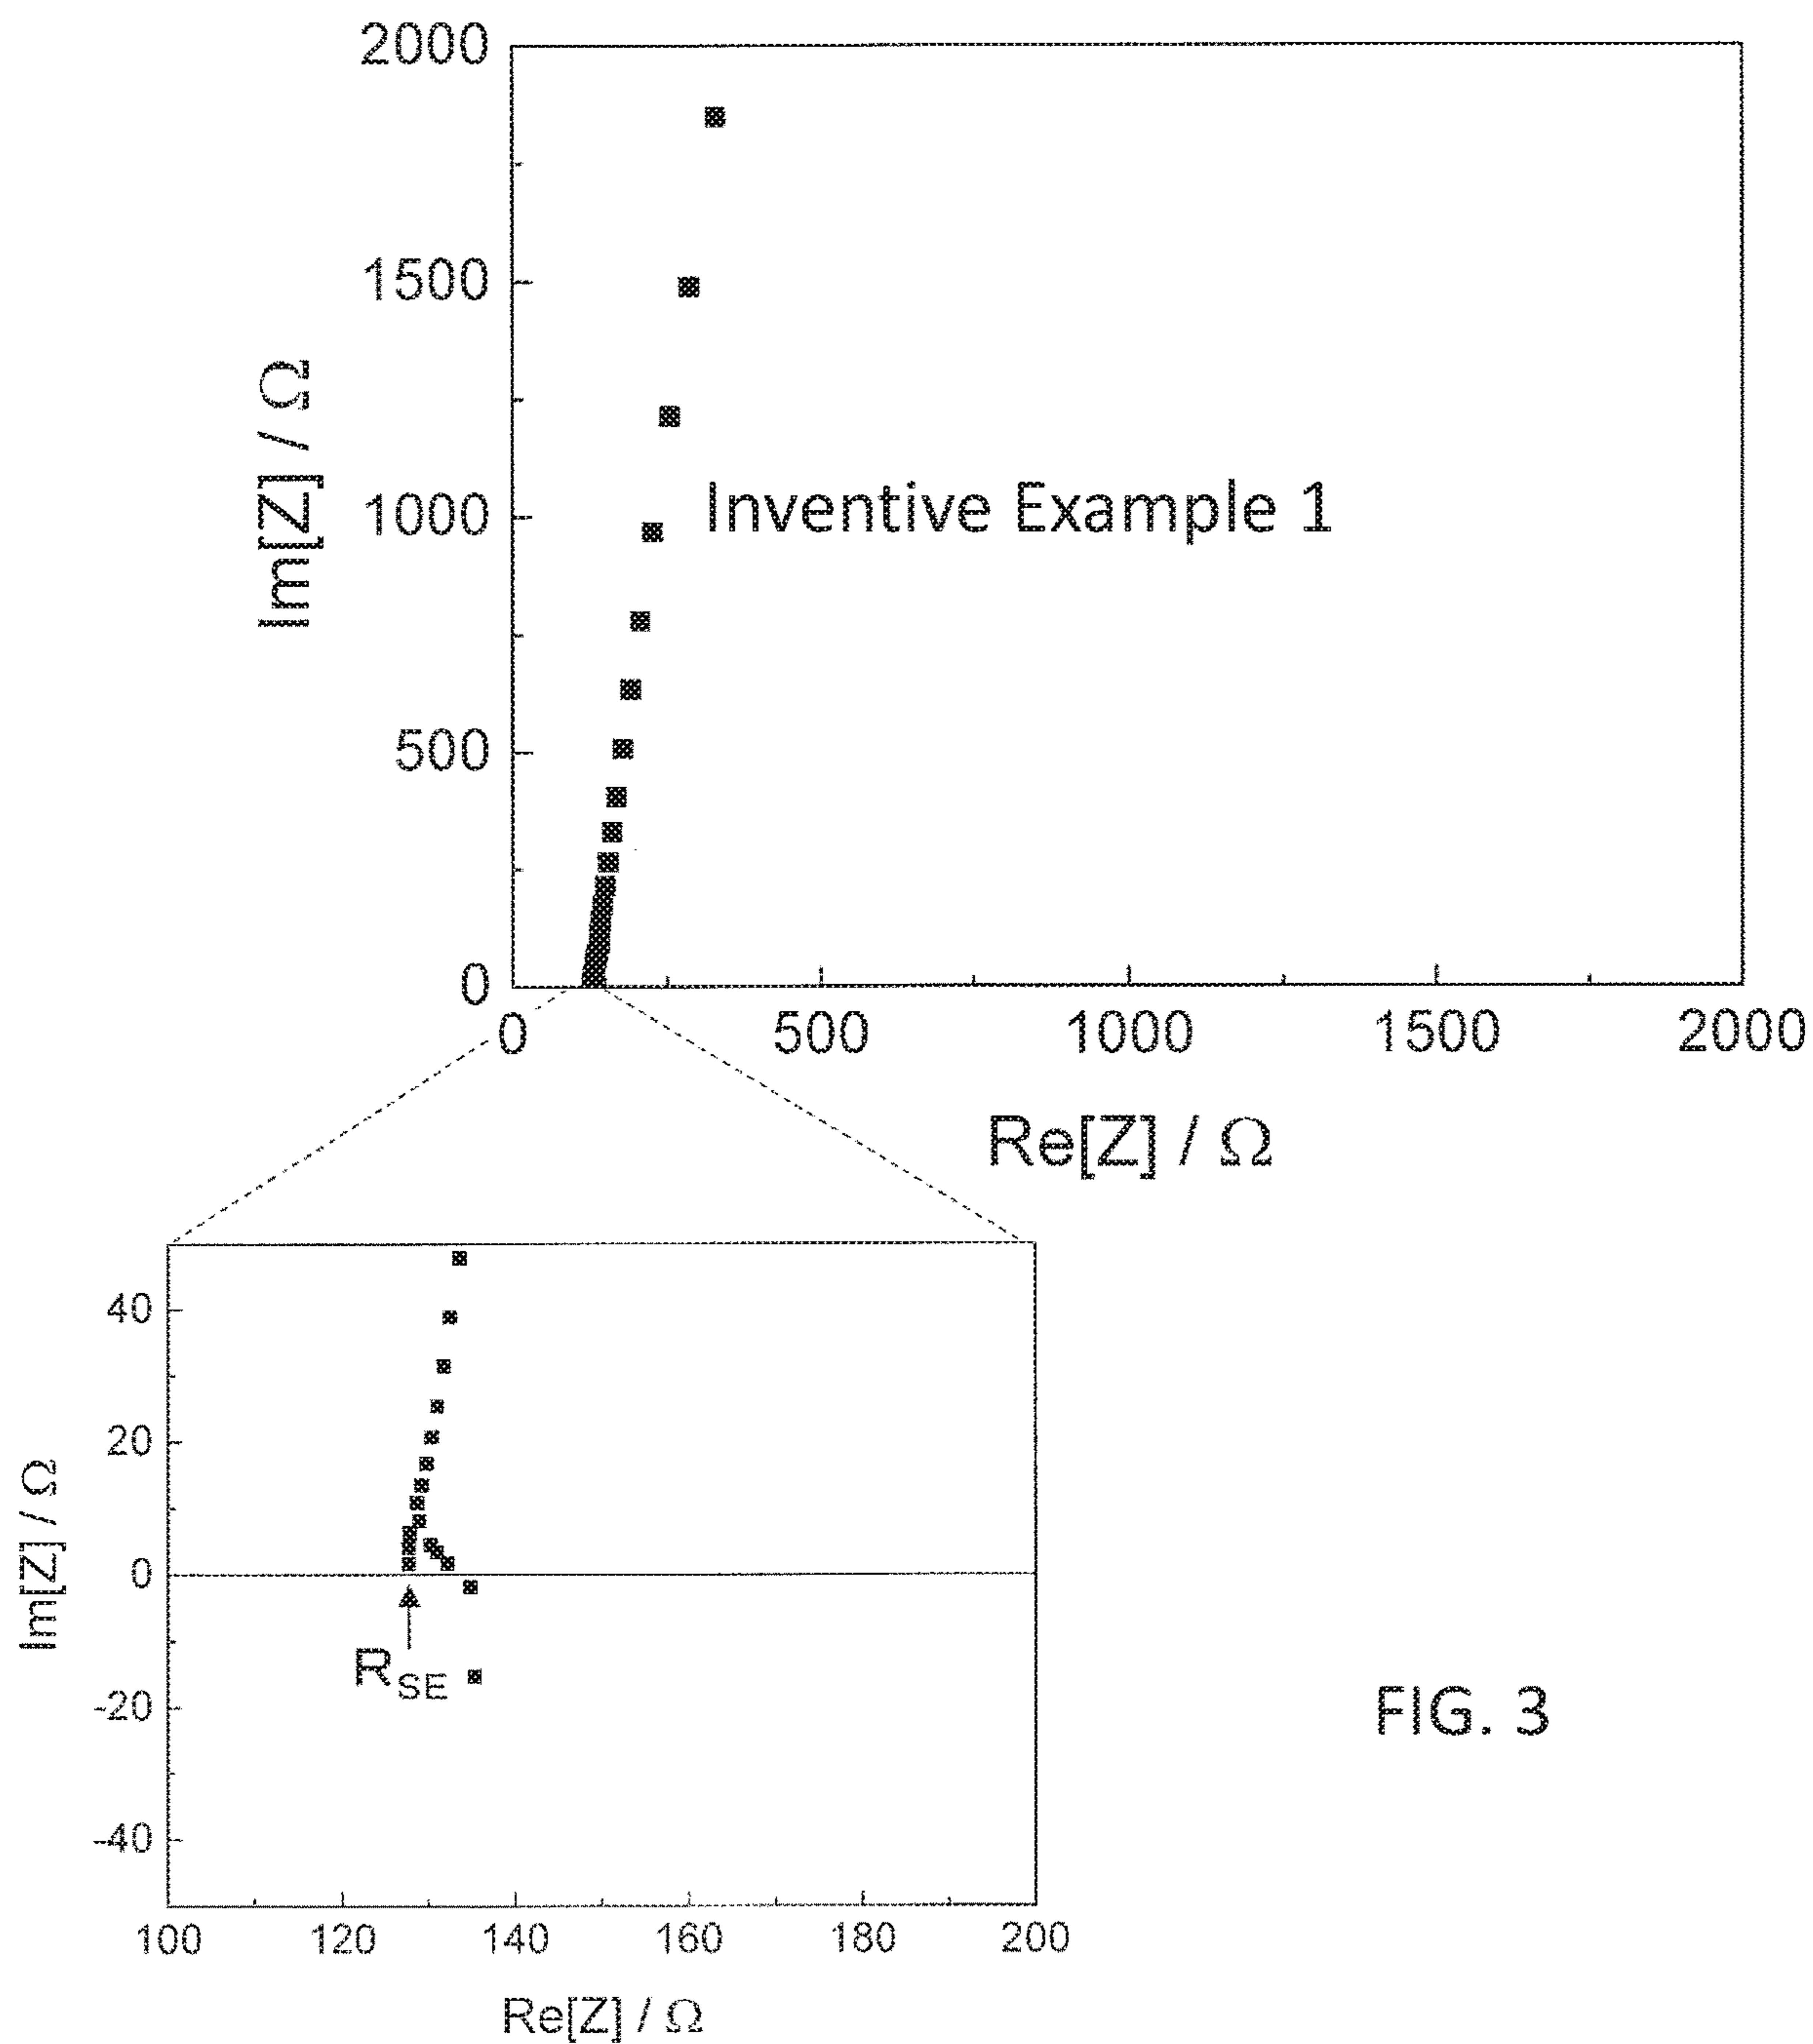 2000
1500
1000
500
0
Im[Z] / Ω
Inventive Example 1
0 500 1000 1500 2000
Re[Z] / Ω
40
20
0
-20
-40
Im[Z] / Ω
R_SE
100 120 140 160 180 200
Re[Z] / Ω
FIG. 3